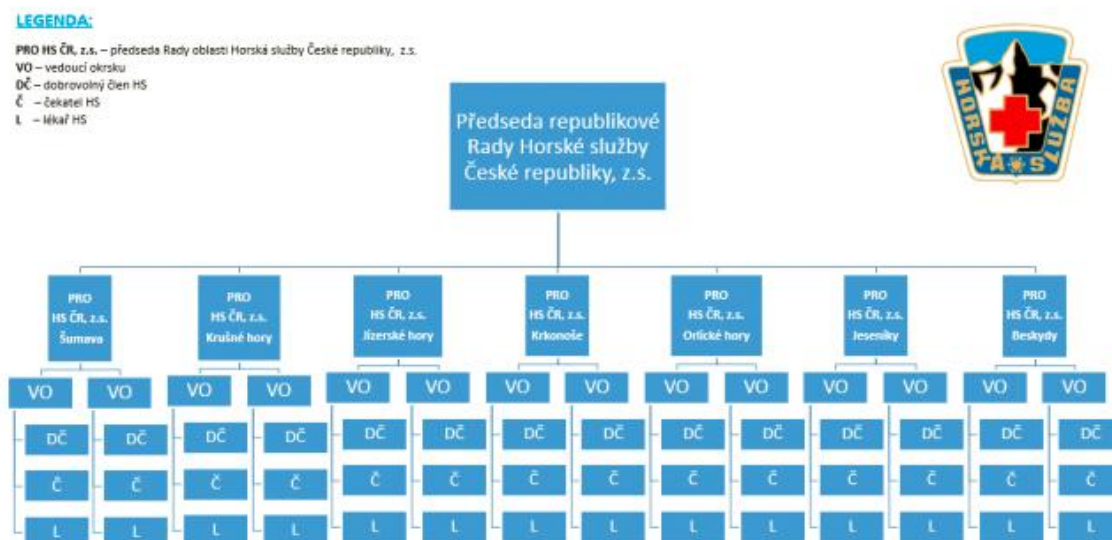 LEGENDA:
PRO HS ČR, z.s. – předseda Rady oblasti Horská služby České republiky, z.s.
VO – vedoucí okrsku
DČ – dobrovolný člen HS
Č – čekatel HS
L – lékař HS
HORSKÁ SLUŽBA
Předseda republikové
Rady Horské služby
České republiky, z.s.
PRO
HS ČR, z.s.
Šumava
PRO
HS ČR, z.s.
Krušné hory
PRO
HS ČR, z.s.
Jizerské hory
PRO
HS ČR, z.s.
Krkonoše
PRO
HS ČR, z.s.
Orlické hory
PRO
HS ČR, z.s.
Jeseníky
PRO
HS ČR, z.s.
Beskydy
VO VO VO VO VO VO VO VO VO VO VO VO VO VO
DČ DČ DČ DČ DČ DČ DČ DČ DČ DČ DČ DČ DČ DČ
Č Č Č Č Č Č Č Č Č Č Č Č Č Č
L L L L L L L L L L L L L L